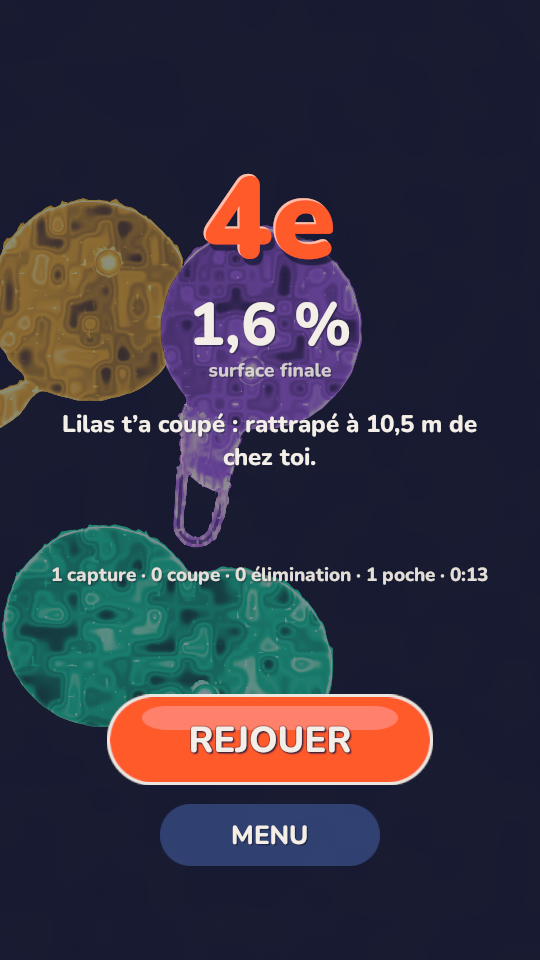 4e
1,6 %
surface finale
Lilas t’a coupé : rattrapé à 10,5 m de
chez toi.
1 capture · 0 coupe · 0 élimination · 1 poche · 0:13
REJOUER
MENU